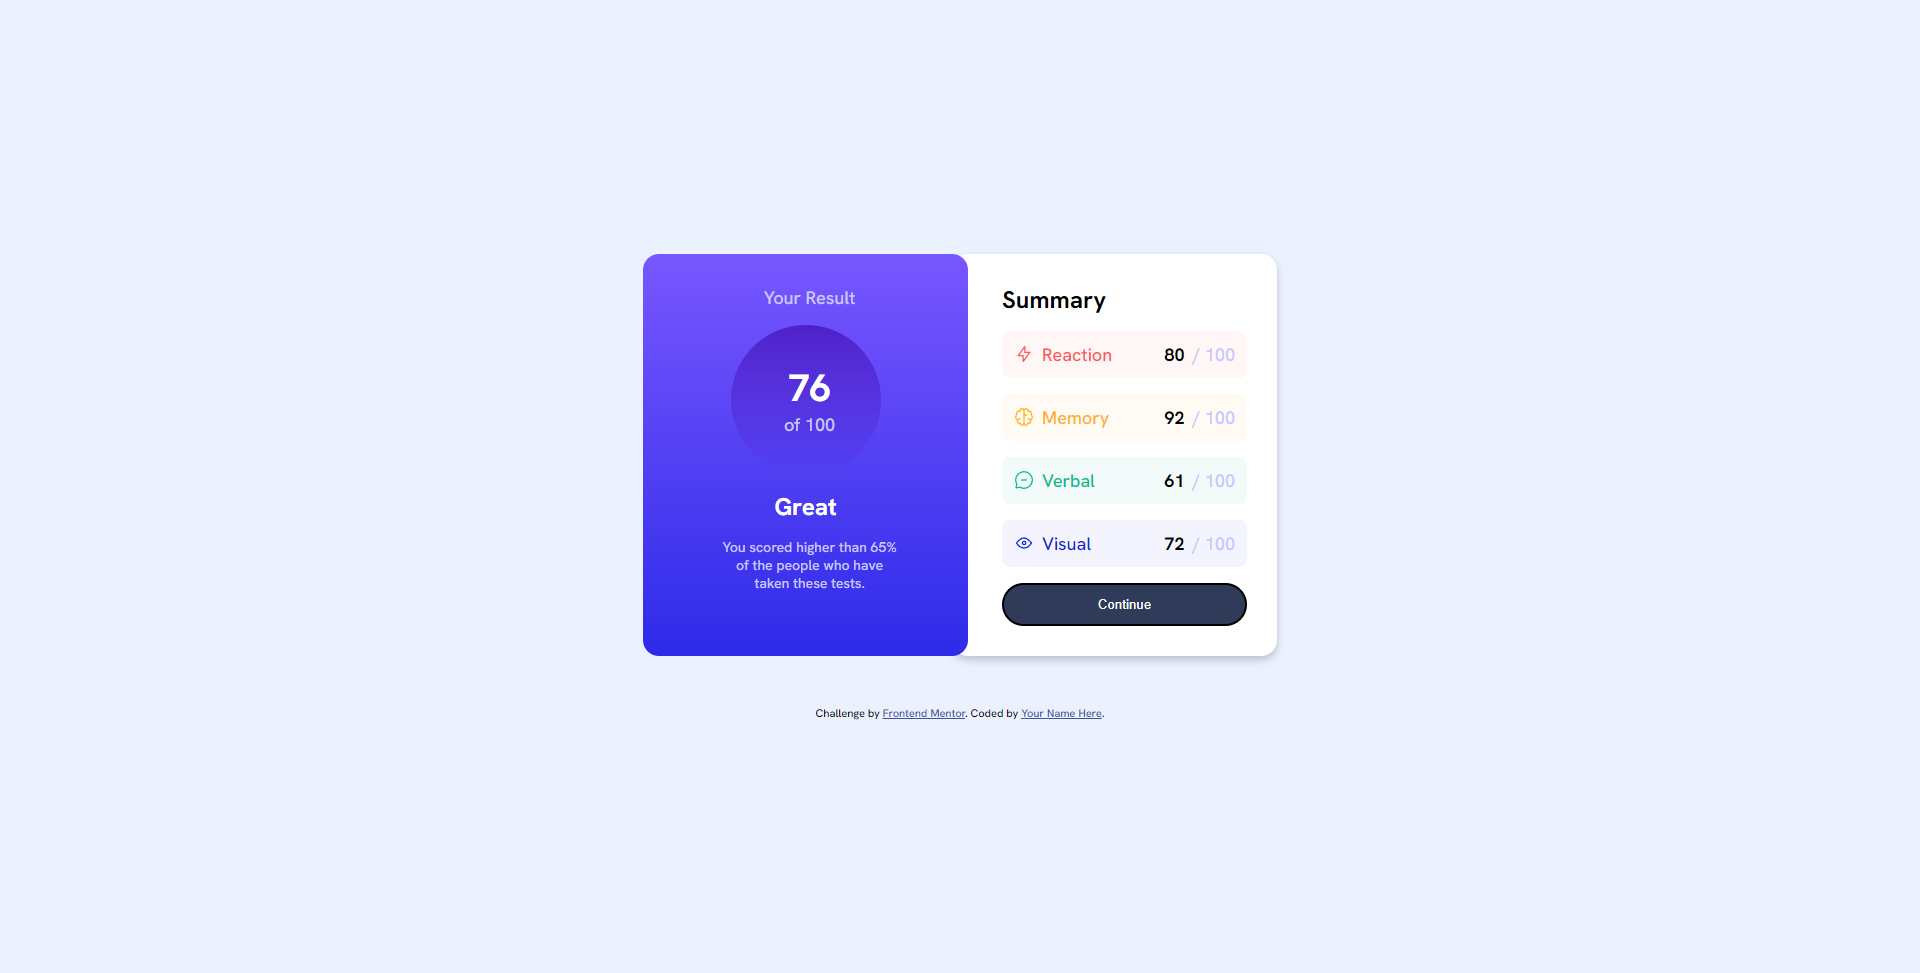 Your Result
76
of 100
Great
You scored higher than 65%
of the people who have
taken these tests.
Summary
Reaction 80 / 100
Memory 92 / 100
Verbal 61 / 100
Visual 72 / 100
Continue
Challenge by Frontend Mentor. Coded by Your Name Here.